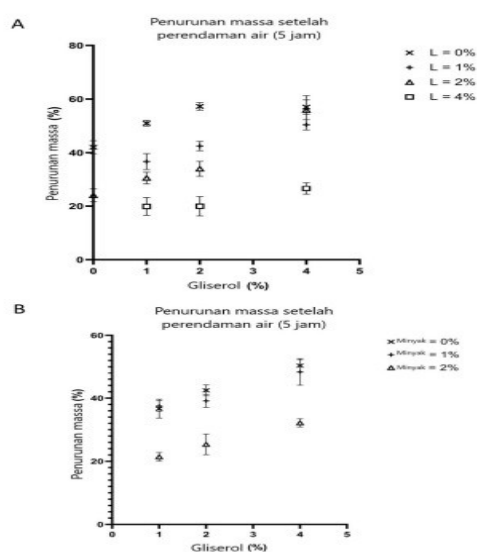 A
Penurunan massa setelah
perendaman air (5 jam)
Penurunan massa (%)
80
60
40
20
0
0 1 2 3 4 5
Gliserol (%)
L = 0%
L = 1%
L = 2%
L = 4%
B
Penurunan massa setelah
perendaman air (5 jam)
Penurunan massa (%)
60
40
20
0
0 1 2 3 4 5
Gliserol (%)
Minyak = 0%
Minyak = 1%
Minyak = 2%